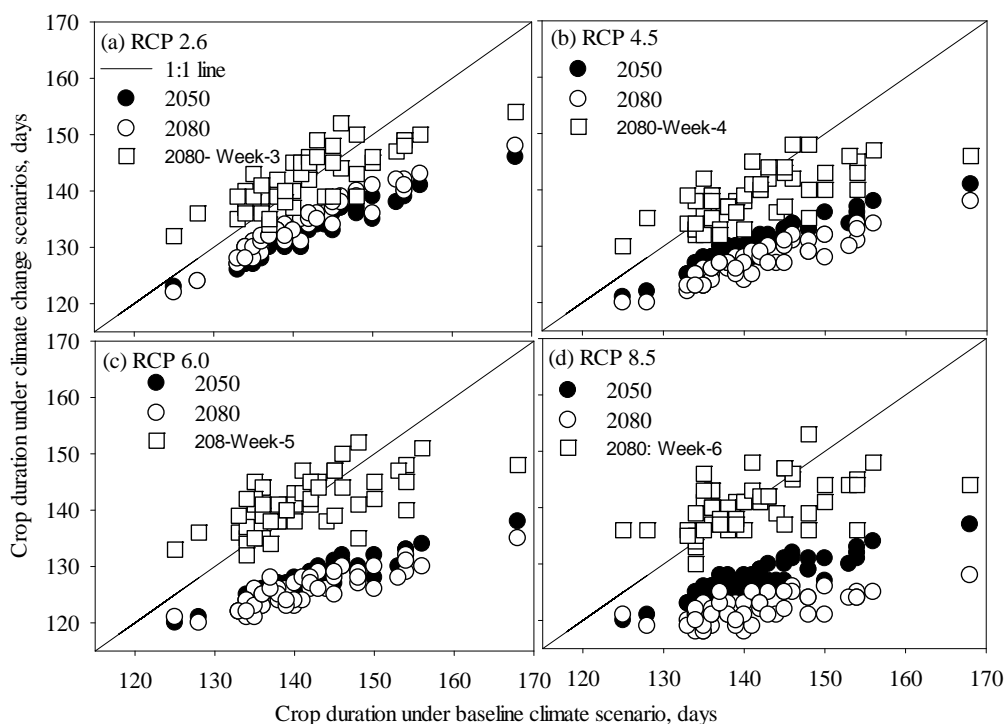 170
(a) RCP 2.6
1:1 line
160
2050
2080
150
2080- Week-3
140
130
120
(b) RCP 4.5
2050
2080
2080-Week-4
170
(c) RCP 6.0
160
2050
2080
150
208-Week-5
140
130
120
(d) RCP 8.5
2050
2080
2080: Week-6
120 130 140 150 160 170
120 130 140 150 160 170
Crop duration under climate change scenarios, days
Crop duration under baseline climate scenario, days